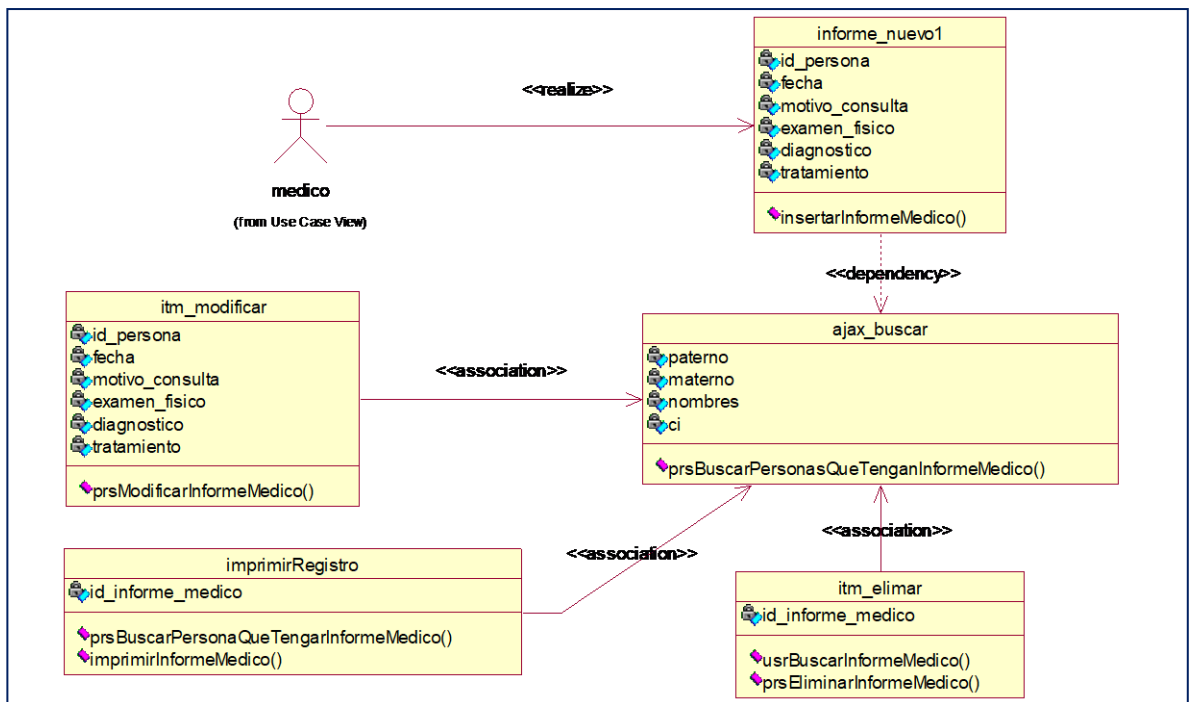 informe_nuevo1
id_persona
fecha
motivo_consulta
examen_fisico
diagnostico
tratamiento
insertarInformeMedico()
<<realize>>
medico
(from Use Case View)
<<dependency>>
itm_modificar
id_persona
fecha
motivo_consulta
examen_fisico
diagnostico
tratamiento
prsModificarInformeMedico()
<<association>>
ajax_buscar
paterno
materno
nombres
ci
prsBuscarPersonasQueTenganInformeMedico()
<<association>>
<<association>>
imprimirRegistro
id_informe_medico
prsBuscarPersonaQueTengarInformeMedico()
imprimirInformeMedico()
itm_elimar
id_informe_medico
usrBuscarInformeMedico()
prsEliminarInformeMedico()